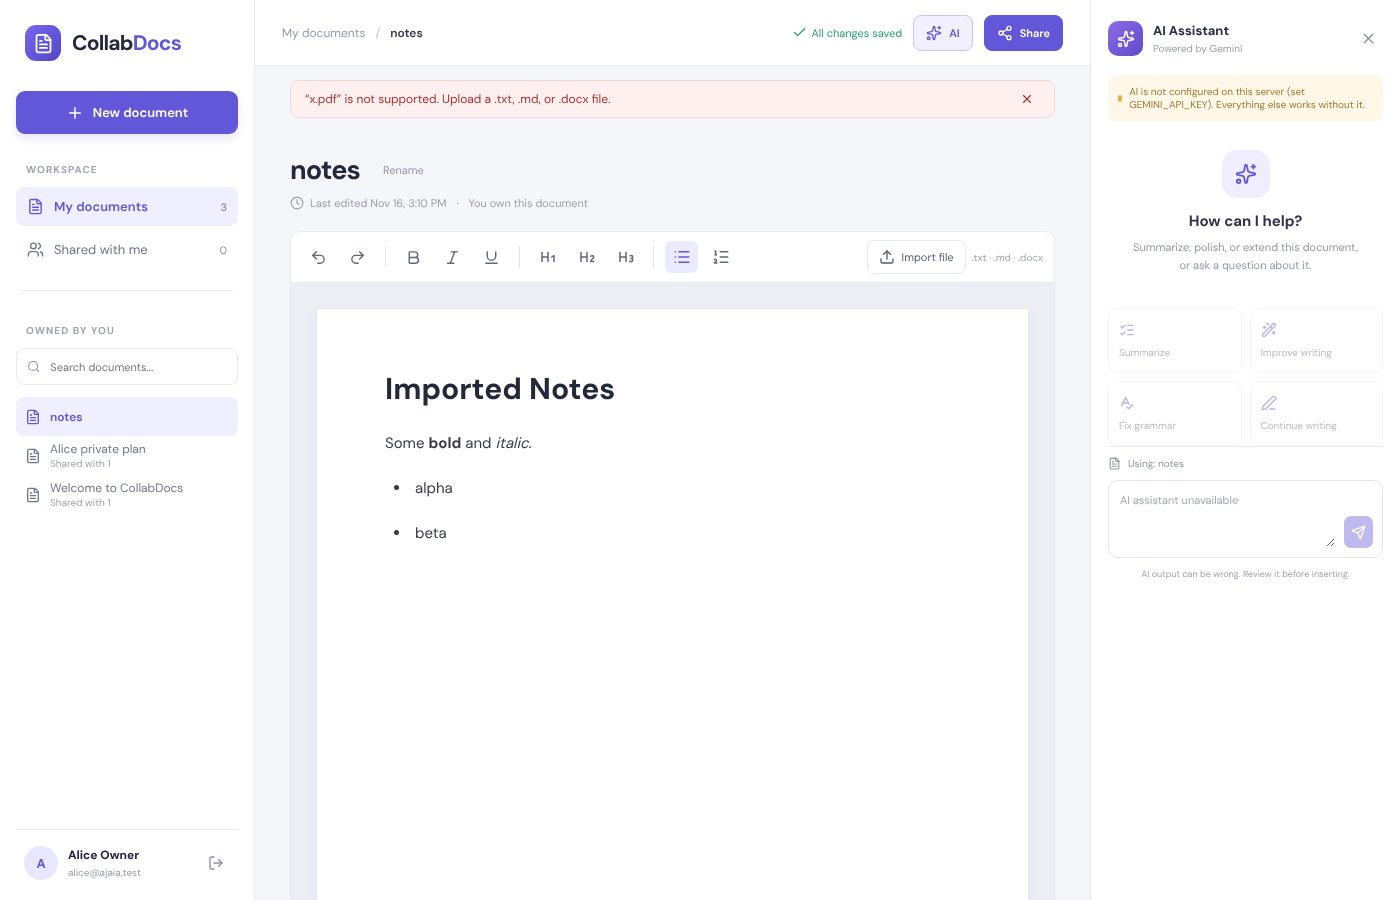 CollabDocs
New document
WORKSPACE
My documents 3
Shared with me 0
OWNED BY YOU
Search documents...
notes
Alice private plan
Shared with 1
Welcome to CollabDocs
Shared with 1
A
Alice Owner
alice@ajaia.test
My documents / notes
All changes saved
AI
Share
“x.pdf” is not supported. Upload a .txt, .md, or .docx file.
notes
Rename
Last edited Nov 16, 3:10 PM · You own this document
B I U H1 H2 H3
Import file
.txt · .md · .docx
Imported Notes
Some bold and italic.
• alpha
• beta
AI Assistant
Powered by Gemini
AI is not configured on this server (set
GEMINI_API_KEY). Everything else works without it.
How can I help?
Summarize, polish, or extend this document,
or ask a question about it.
Summarize
Improve writing
Fix grammar
Continue writing
Using: notes
AI assistant unavailable
AI output can be wrong. Review it before inserting.